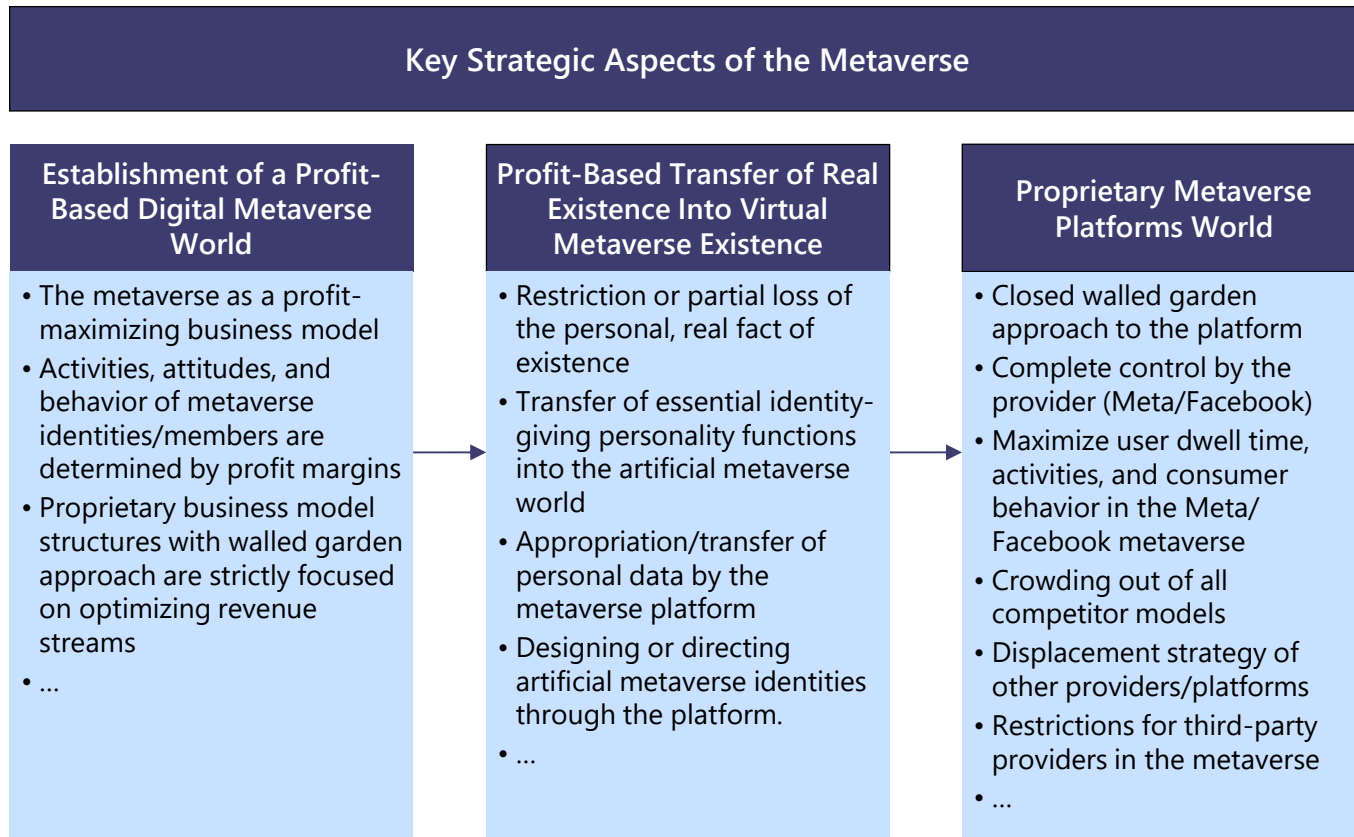 Key Strategic Aspects of the Metaverse
Establishment of a Profit-
Based Digital Metaverse
World
• The metaverse as a profit-
maximizing business model
• Activities, attitudes, and
behavior of metaverse
identities/members are
determined by profit margins
• Proprietary business model
structures with walled garden
approach are strictly focused
on optimizing revenue
streams
• ...
Profit-Based Transfer of Real
Existence Into Virtual
Metaverse Existence
• Restriction or partial loss of
the personal, real fact of
existence
• Transfer of essential identity-
giving personality functions
into the artificial metaverse
world
• Appropriation/transfer of
personal data by the
metaverse platform
• Designing or directing
artificial metaverse identities
through the platform.
• ...
Proprietary Metaverse
Platforms World
• Closed walled garden
approach to the platform
• Complete control by the
provider (Meta/Facebook)
• Maximize user dwell time,
activities, and consumer
behavior in the Meta/
Facebook metaverse
• Crowding out of all
competitor models
• Displacement strategy of
other providers/platforms
• Restrictions for third-party
providers in the metaverse
• ...